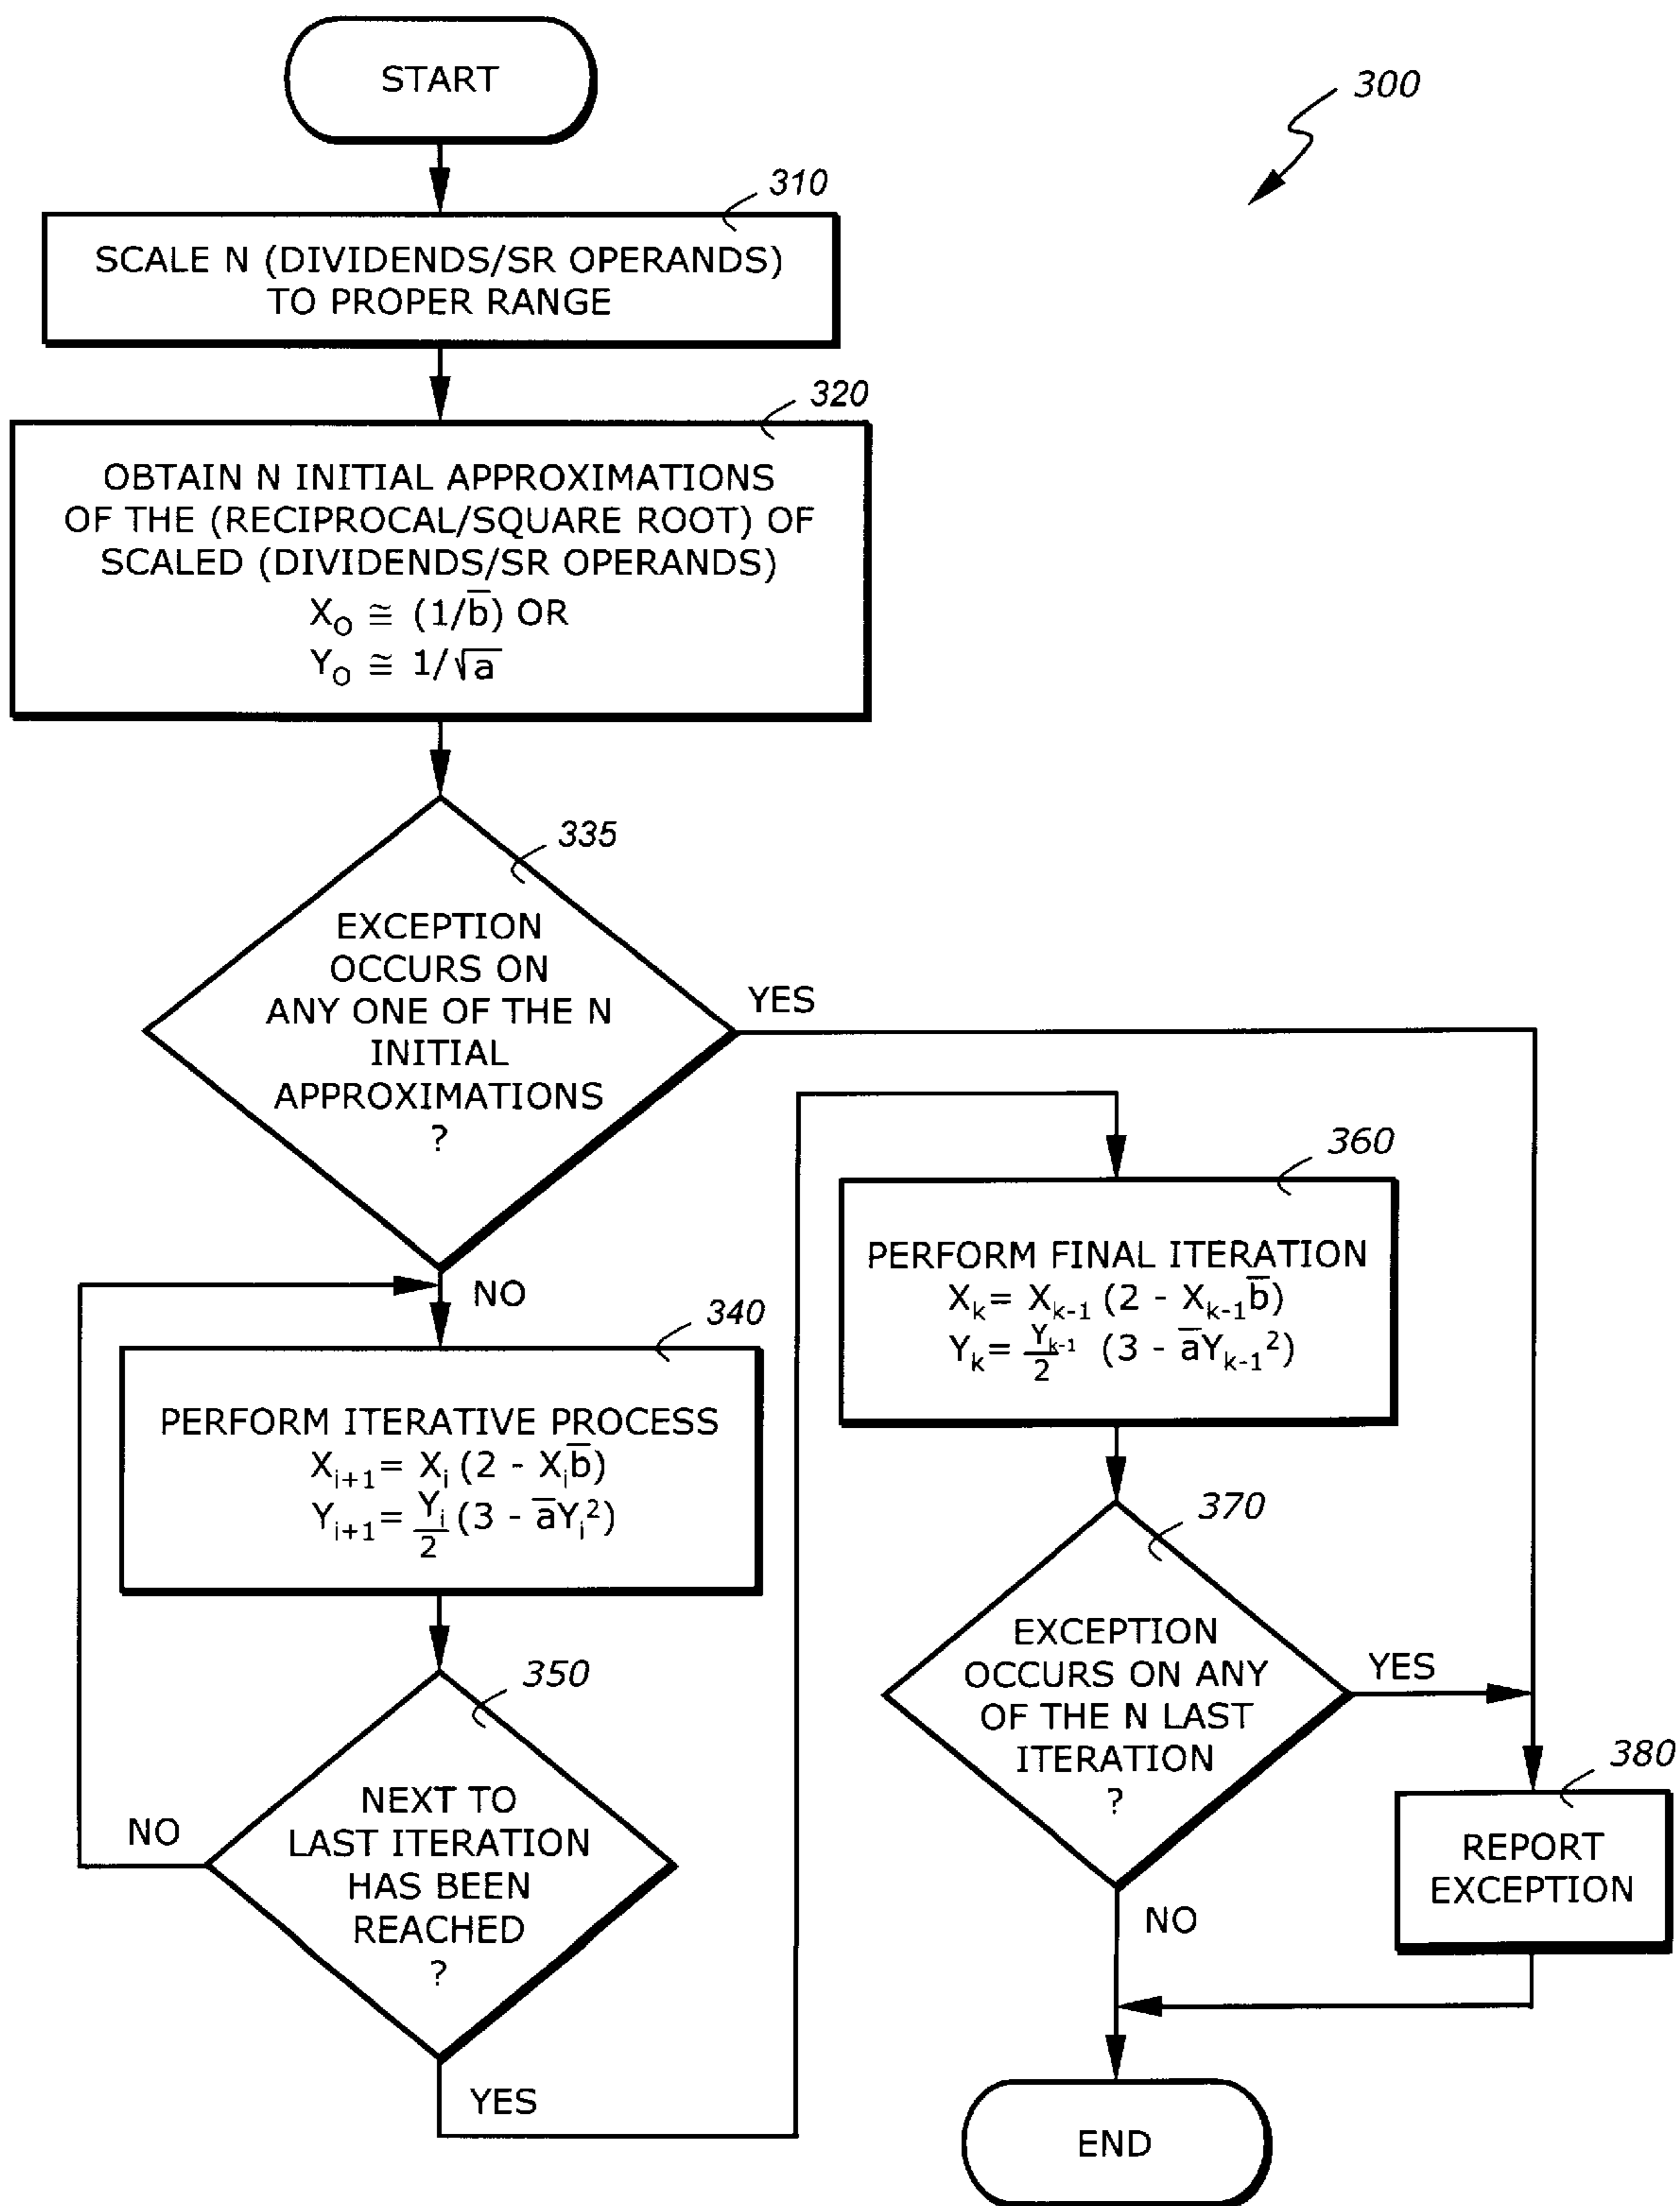 START
300
310
SCALE N (DIVIDENDS/SR OPERANDS)
TO PROPER RANGE
320
OBTAIN N INITIAL APPROXIMATIONS
OF THE (RECIPROCAL/SQUARE ROOT) OF
SCALED (DIVIDENDS/SR OPERANDS)
X₀ ≅ (1/b̅) OR
Y₀ ≅ 1/√a
335
EXCEPTION
OCCURS ON
ANY ONE OF THE N
INITIAL
APPROXIMATIONS
?
YES
NO
340
PERFORM ITERATIVE PROCESS
Xᵢ₊₁ = Xᵢ (2 - Xᵢb̅)
Yᵢ₊₁ = Yᵢ/2 (3 - a̅Yᵢ²)
350
NEXT TO
LAST ITERATION
HAS BEEN
REACHED
?
NO
YES
360
PERFORM FINAL ITERATION
Xₖ = Xₖ₋₁ (2 - Xₖ₋₁b̅)
Yₖ = Yₖ₋₁/2 (3 - a̅Yₖ₋₁²)
370
EXCEPTION
OCCURS ON ANY
OF THE N LAST
ITERATION
?
YES
NO
380
REPORT
EXCEPTION
END